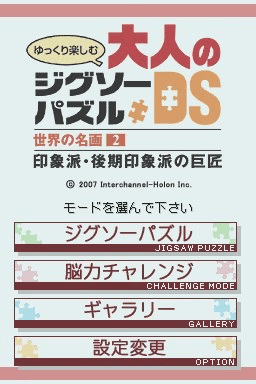 ゆっくり楽しむ
大人の
ジグソー
パズル DS
世界の名画 2
印象派・後期印象派の巨匠
© 2007 Interchannel-Holon Inc.
モードを選んで下さい
ジグソーパズル
JIGSAW PUZZLE
脳力チャレンジ
CHALLENGE MODE
ギャラリー
GALLERY
設定変更
OPTION